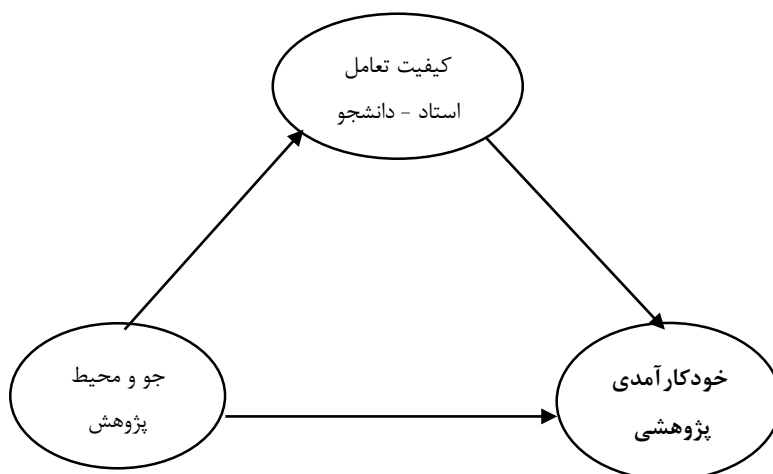 کیفیت تعامل
استاد - دانشجو
جو و محیط
پژوهش
خودکارآمدی
پژوهشی